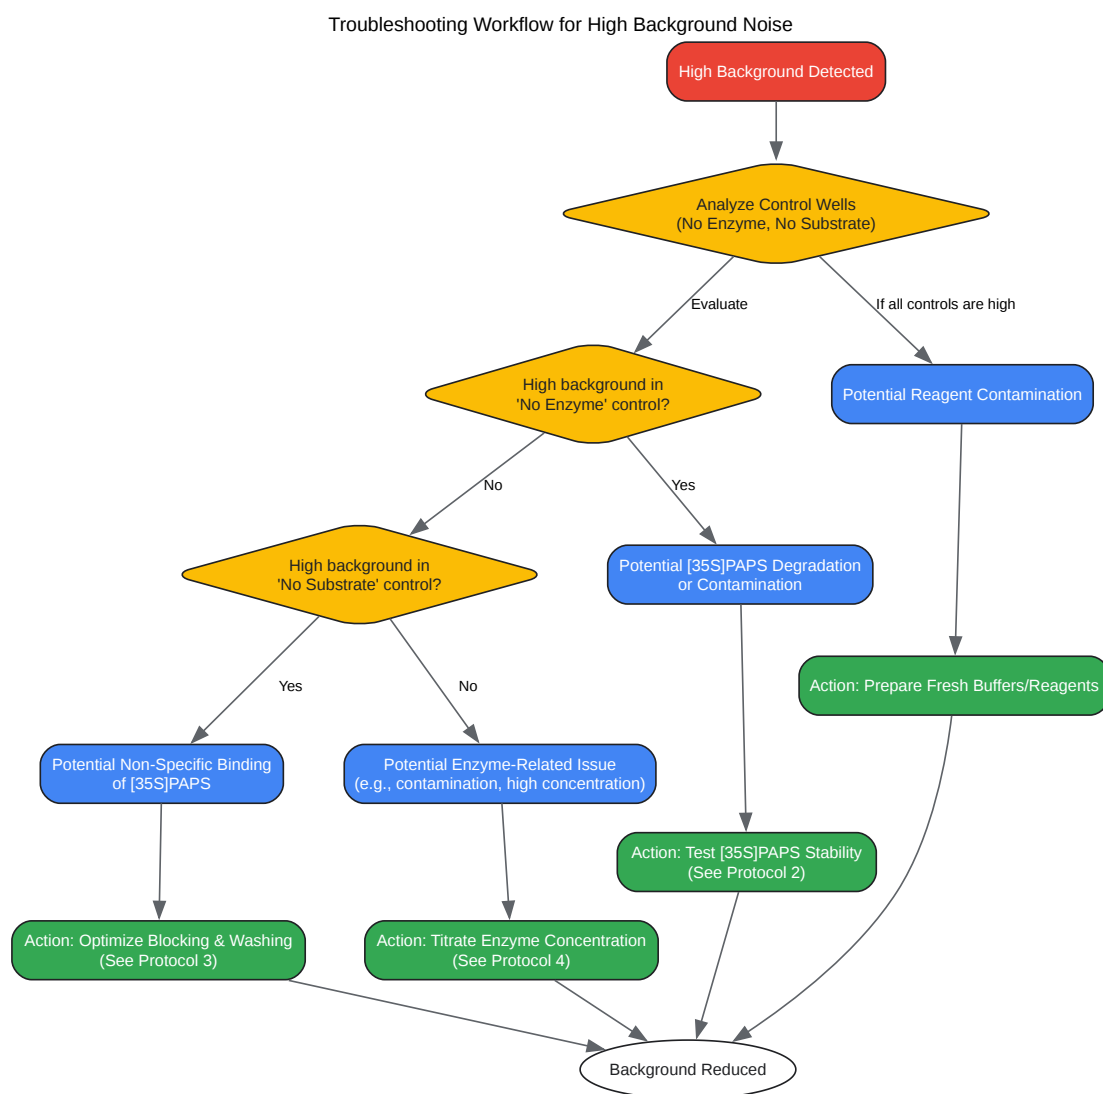 Troubleshooting Workflow for High Background Noise
High Background Detected
Analyze Control Wells
(No Enzyme, No Substrate)
Evaluate
If all controls are high
High background in
'No Enzyme' control?
Potential Reagent Contamination
No
Yes
High background in
'No Substrate' control?
Potential [35S]PAPS Degradation
or Contamination
Yes
No
Action: Prepare Fresh Buffers/Reagents
Potential Non-Specific Binding
of [35S]PAPS
Potential Enzyme-Related Issue
(e.g., contamination, high concentration)
Action: Test [35S]PAPS Stability
(See Protocol 2)
Action: Optimize Blocking & Washing
(See Protocol 3)
Action: Titrate Enzyme Concentration
(See Protocol 4)
Background Reduced